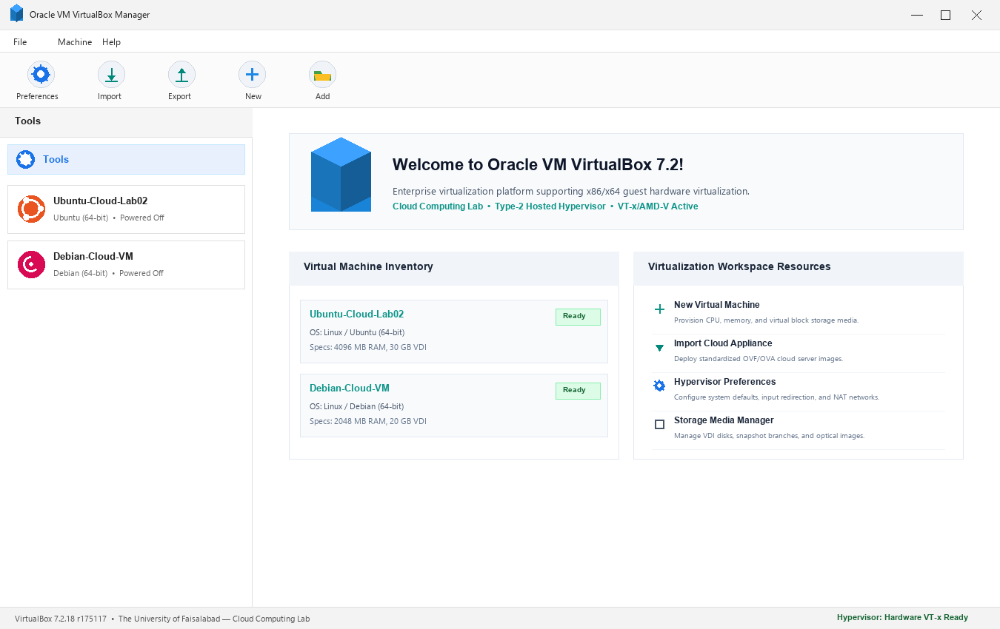 Oracle VM VirtualBox Manager
File Machine Help
Preferences Import Export New Add
Tools
Tools
Ubuntu-Cloud-Lab02
Ubuntu (64-bit) • Powered Off
Debian-Cloud-VM
Debian (64-bit) • Powered Off
Welcome to Oracle VM VirtualBox 7.2!
Enterprise virtualization platform supporting x86/x64 guest hardware virtualization.
Cloud Computing Lab • Type-2 Hosted Hypervisor • VT-x/AMD-V Active
Virtual Machine Inventory
Ubuntu-Cloud-Lab02
Ready
OS: Linux / Ubuntu (64-bit)
Specs: 4096 MB RAM, 30 GB VDI
Debian-Cloud-VM
Ready
OS: Linux / Debian (64-bit)
Specs: 2048 MB RAM, 20 GB VDI
Virtualization Workspace Resources
New Virtual Machine
Provision CPU, memory, and virtual block storage media.
Import Cloud Appliance
Deploy standardized OVF/OVA cloud server images.
Hypervisor Preferences
Configure system defaults, input redirection, and NAT networks.
Storage Media Manager
Manage VDI disks, snapshot branches, and optical images.
VirtualBox 7.2.18 r175117 • The University of Faisalabad — Cloud Computing Lab
Hypervisor: Hardware VT-x Ready